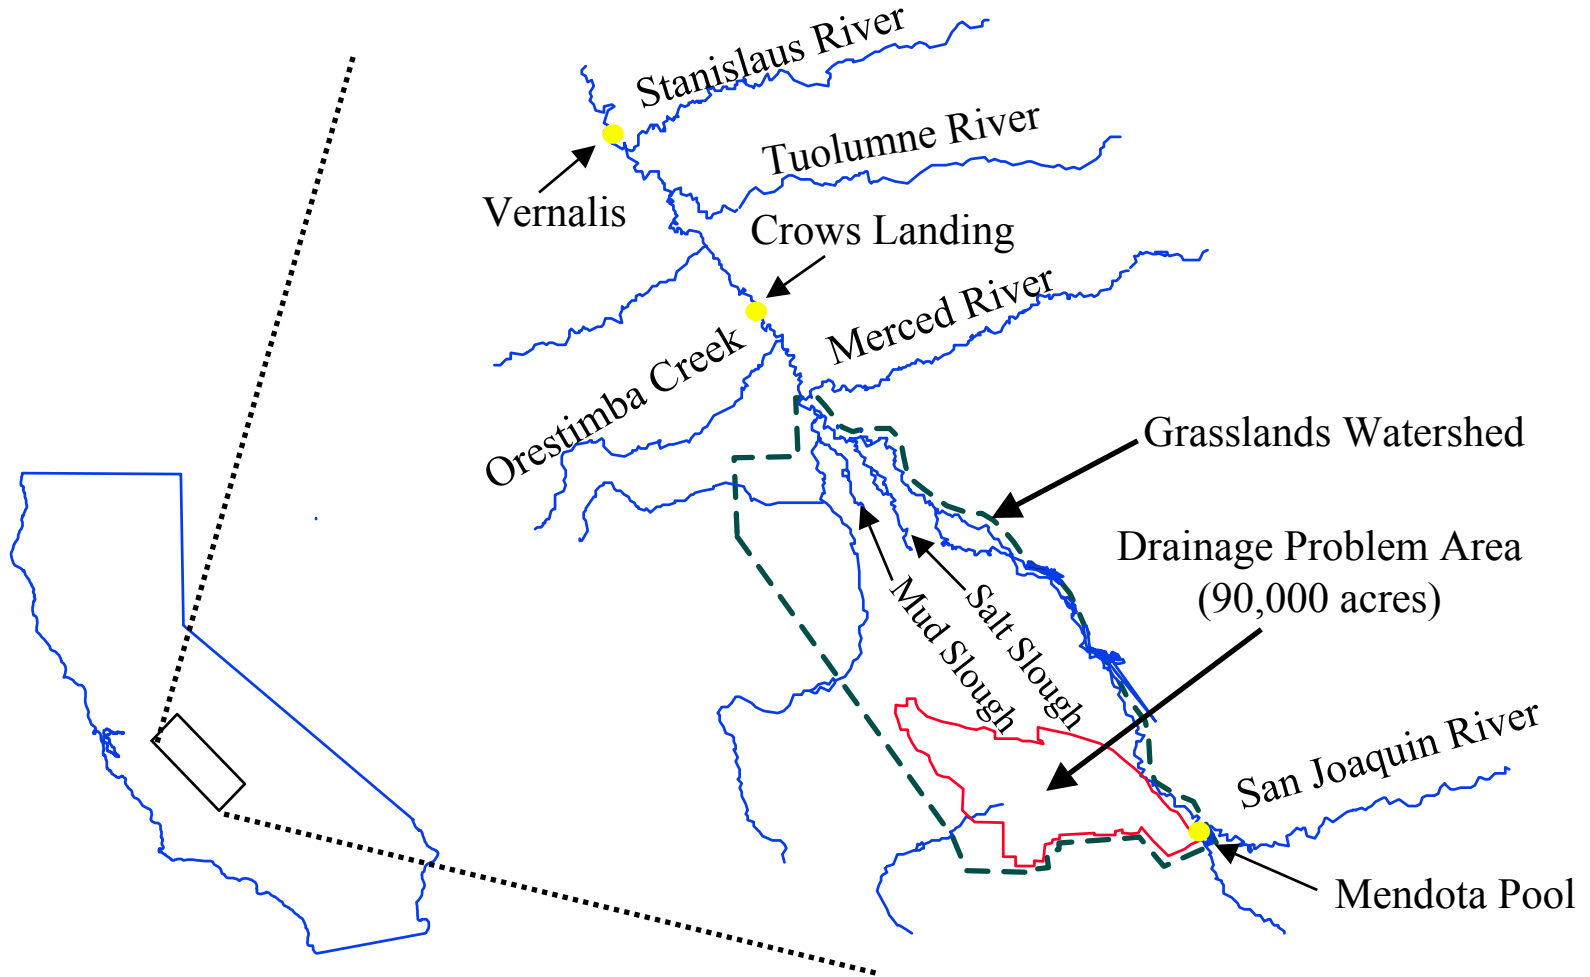 Stanislaus River
Tuolumne River
Vernalis
Crows Landing
Merced River
Orestimba Creek
Grasslands Watershed
Drainage Problem Area
(90,000 acres)
Mud Slough
Salt Slough
San Joaquin River
Mendota Pool